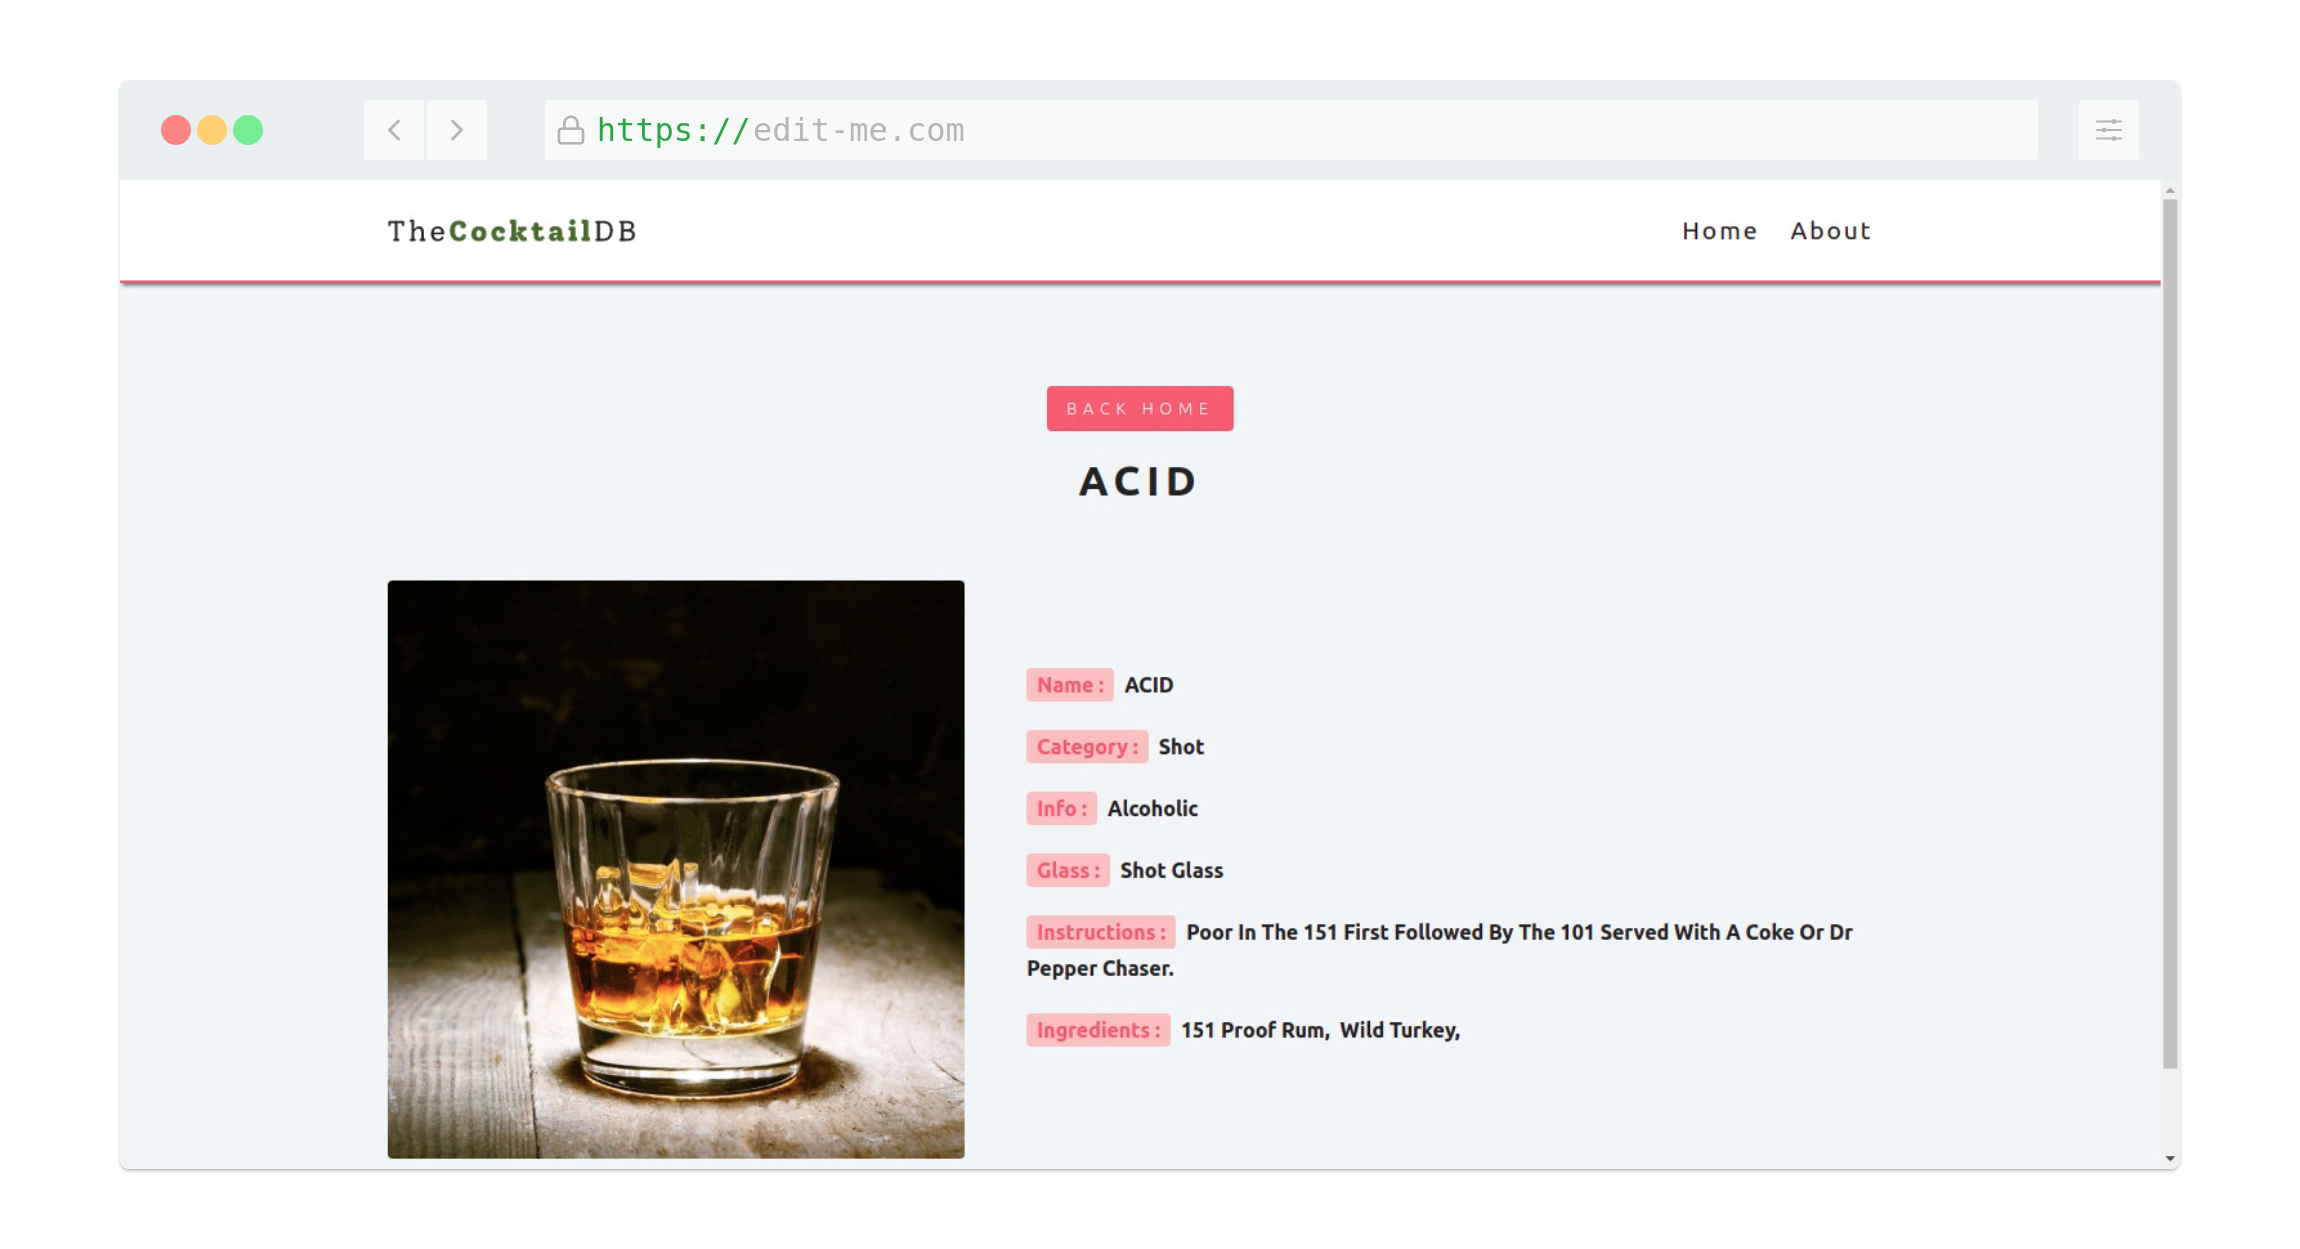 https://edit-me.com
TheCocktailDB
Home About
BACK HOME
ACID
Name : ACID
Category : Shot
Info : Alcoholic
Glass : Shot Glass
Instructions : Poor In The 151 First Followed By The 101 Served With A Coke Or Dr
Pepper Chaser.
Ingredients : 151 Proof Rum, Wild Turkey,